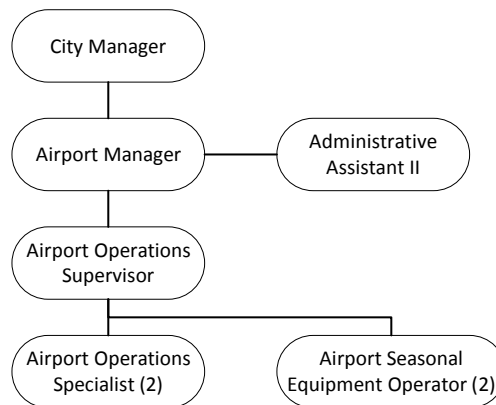 City Manager
Airport Manager
Administrative
Assistant II
Airport Operations
Supervisor
Airport Operations
Specialist (2)
Airport Seasonal
Equipment Operator (2)